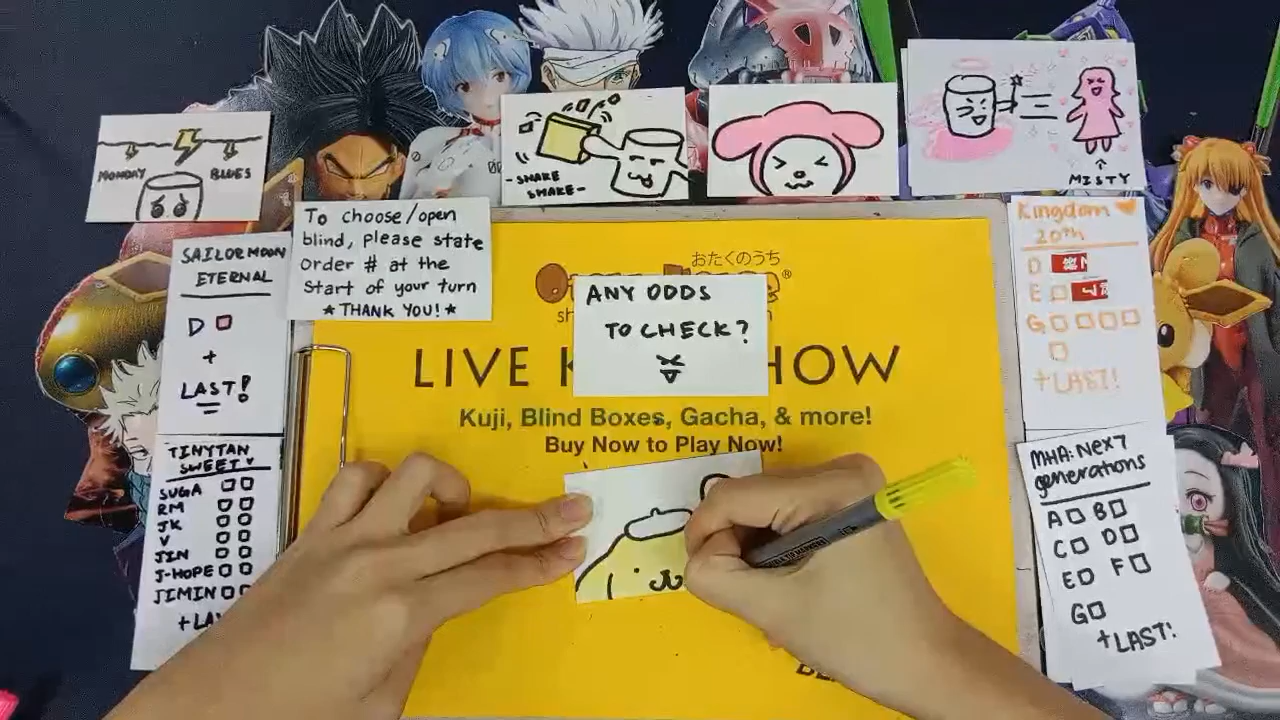 MONDAY BLUES
- SHAKE
SHAKE -
MISTY
SAILORMOON
ETERNAL
D
+
LAST!
To choose/open
blind, please state
order # at the
start of your turn
★ THANK YOU! ★
おたくのうち
®
ANY ODDS
TO CHECK?
LIVE K HOW
Kuji, Blind Boxes, Gacha, & more!
Buy Now to Play Now!
TINYTAN
SWEET
SUGA
RM
JK
V
JIN
J-HOPE
JIMIN
Kingdom
20th
D
E
G
+LAST!
MHA: Next
generations
A B
C D
E F
G
+LAST!